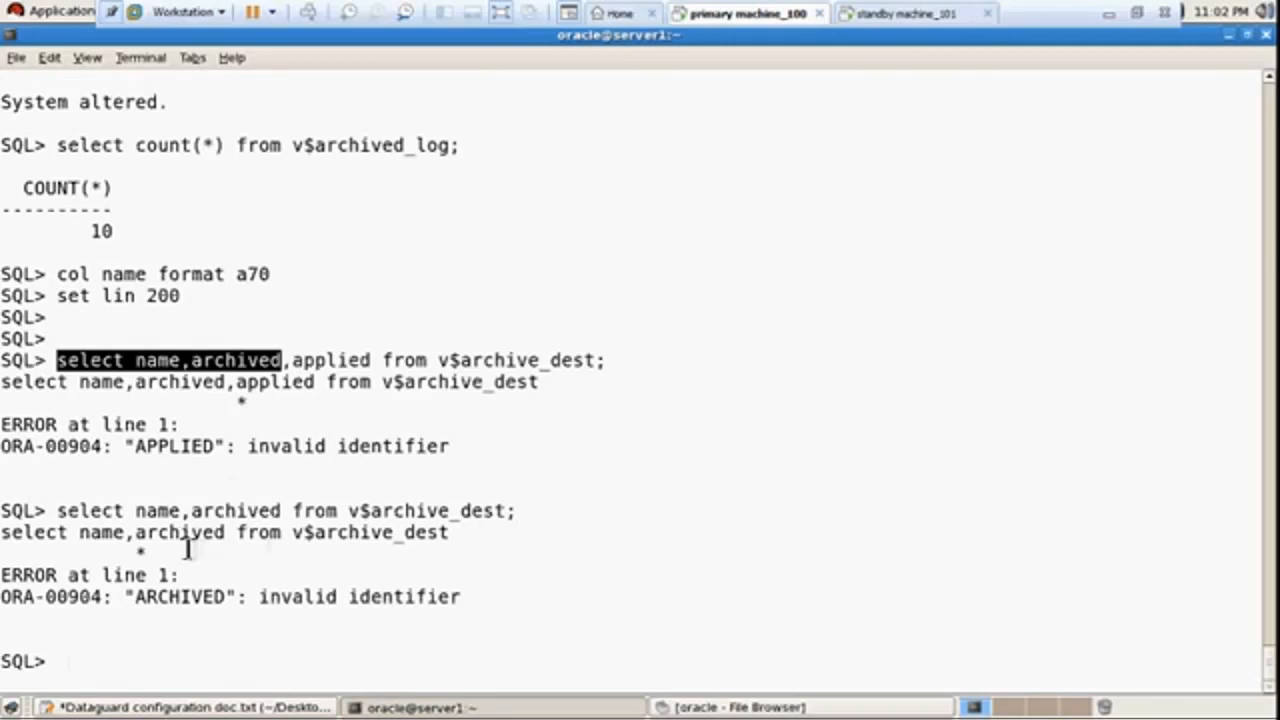 Application
Workstation
Home
primary machine_100
standby machine_101
11:02 PM
oracle@server1:~
File Edit View Terminal Tabs Help
System altered.
SQL> select count(*) from v$archived_log;
COUNT(*)
----------
10
SQL> col name format a70
SQL> set lin 200
SQL>
SQL>
SQL> select name,archived,applied from v$archive_dest;
select name,archived,applied from v$archive_dest
*
ERROR at line 1:
ORA-00904: "APPLIED": invalid identifier
SQL> select name,archived from v$archive_dest;
select name,archived from v$archive_dest
*
ERROR at line 1:
ORA-00904: "ARCHIVED": invalid identifier
SQL>
*Dataguard configuration doc.txt (~/Deskto...
oracle@server1:~
[oracle - File Browser]